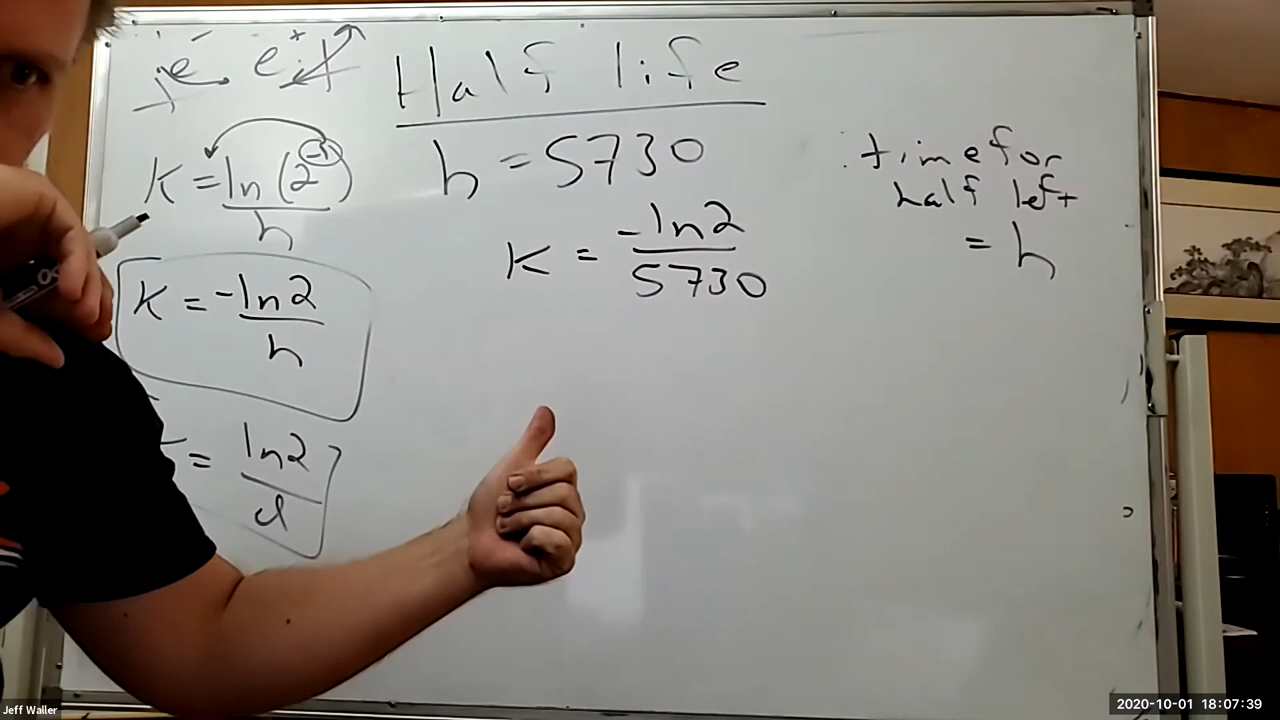 e⁻ e⁺
Half life
K = ln(2⁻¹)/h
h = 5730
time for
half left
= h
K = -ln2/5730
K = -ln2/h
= ln2/d
Jeff Waller
2020-10-01 18:07:39